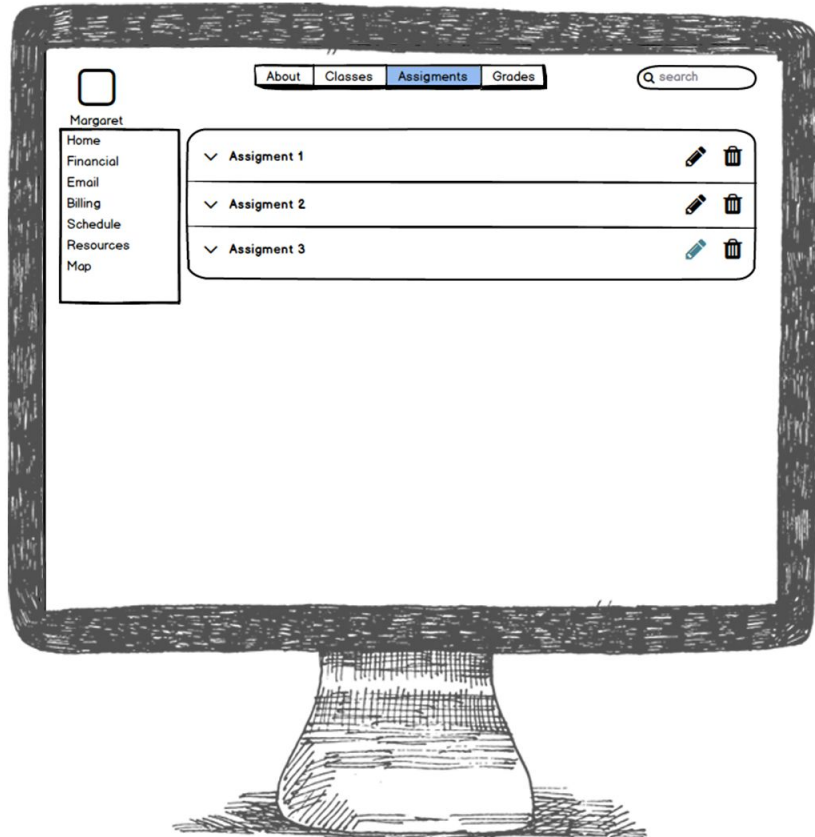 About Classes Assigments Grades
search
Margaret
Home
Financial
Email
Billing
Schedule
Resources
Map
Assigment 1
Assigment 2
Assigment 3